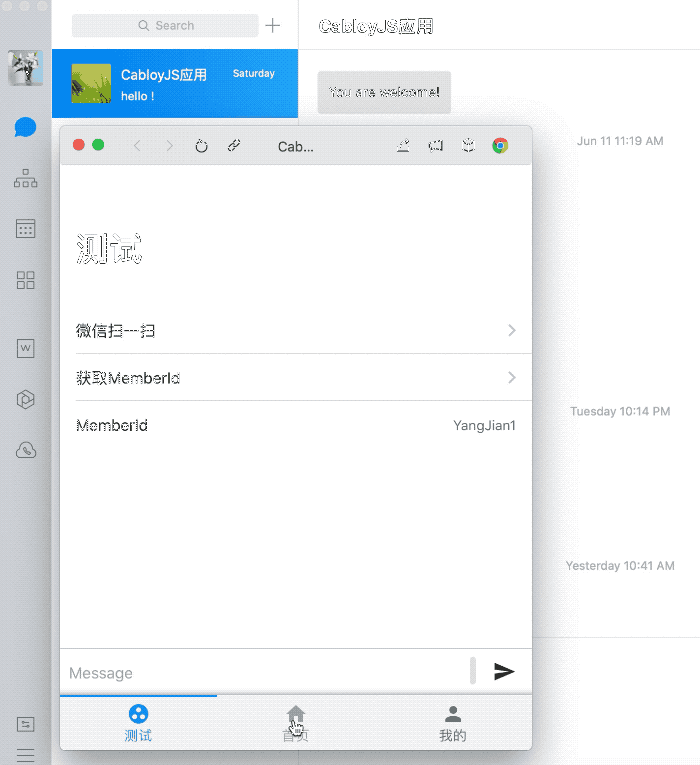 Search
CabloyJS应用
CabloyJS应用
Saturday
hello !
You are welcome!
Jun 11 11:19 AM
Cab...
测试
微信扫一扫
获取MemberId
MemberId
YangJian1
Tuesday 10:14 PM
Yesterday 10:41 AM
W
Message
测试
首页
我的